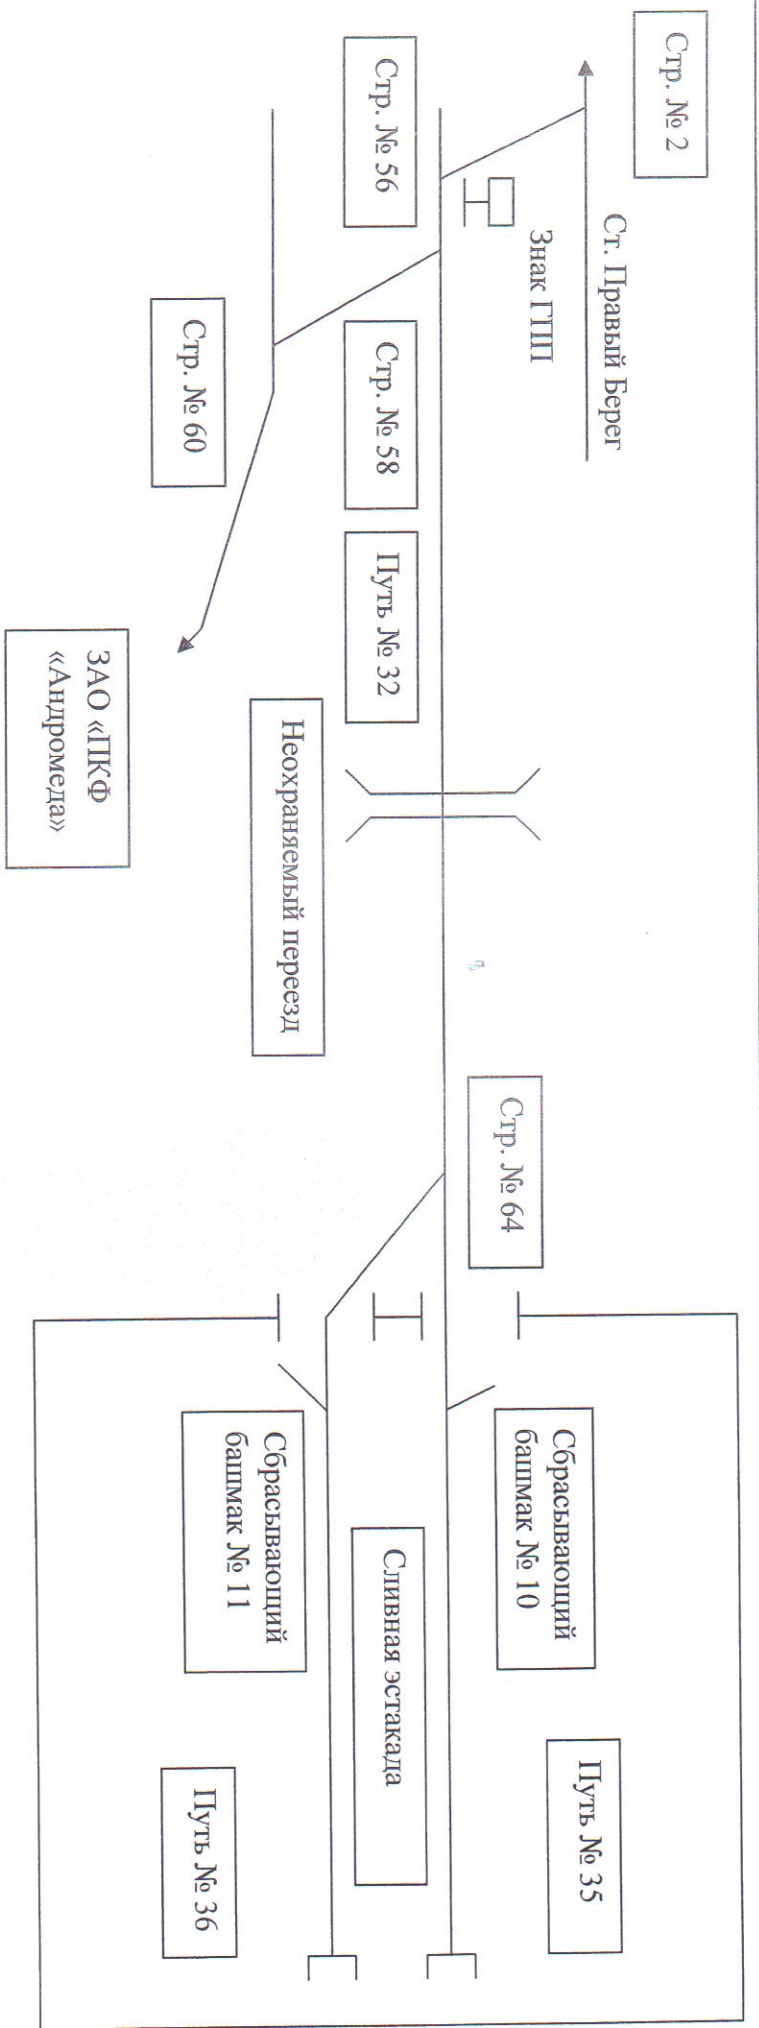 Стр. № 2
Ст. Правый Берег
Знак ГПП
Стр. № 56
Стр. № 58
Путь № 32
Стр. № 60
ЗАО «ПКФ
«Андромеда»
Неохраняемый переезд
Стр. № 64
Сбрасывающий
башмак № 10
Путь № 35
Сливная эстакада
Сбрасывающий
башмак № 11
Путь № 36